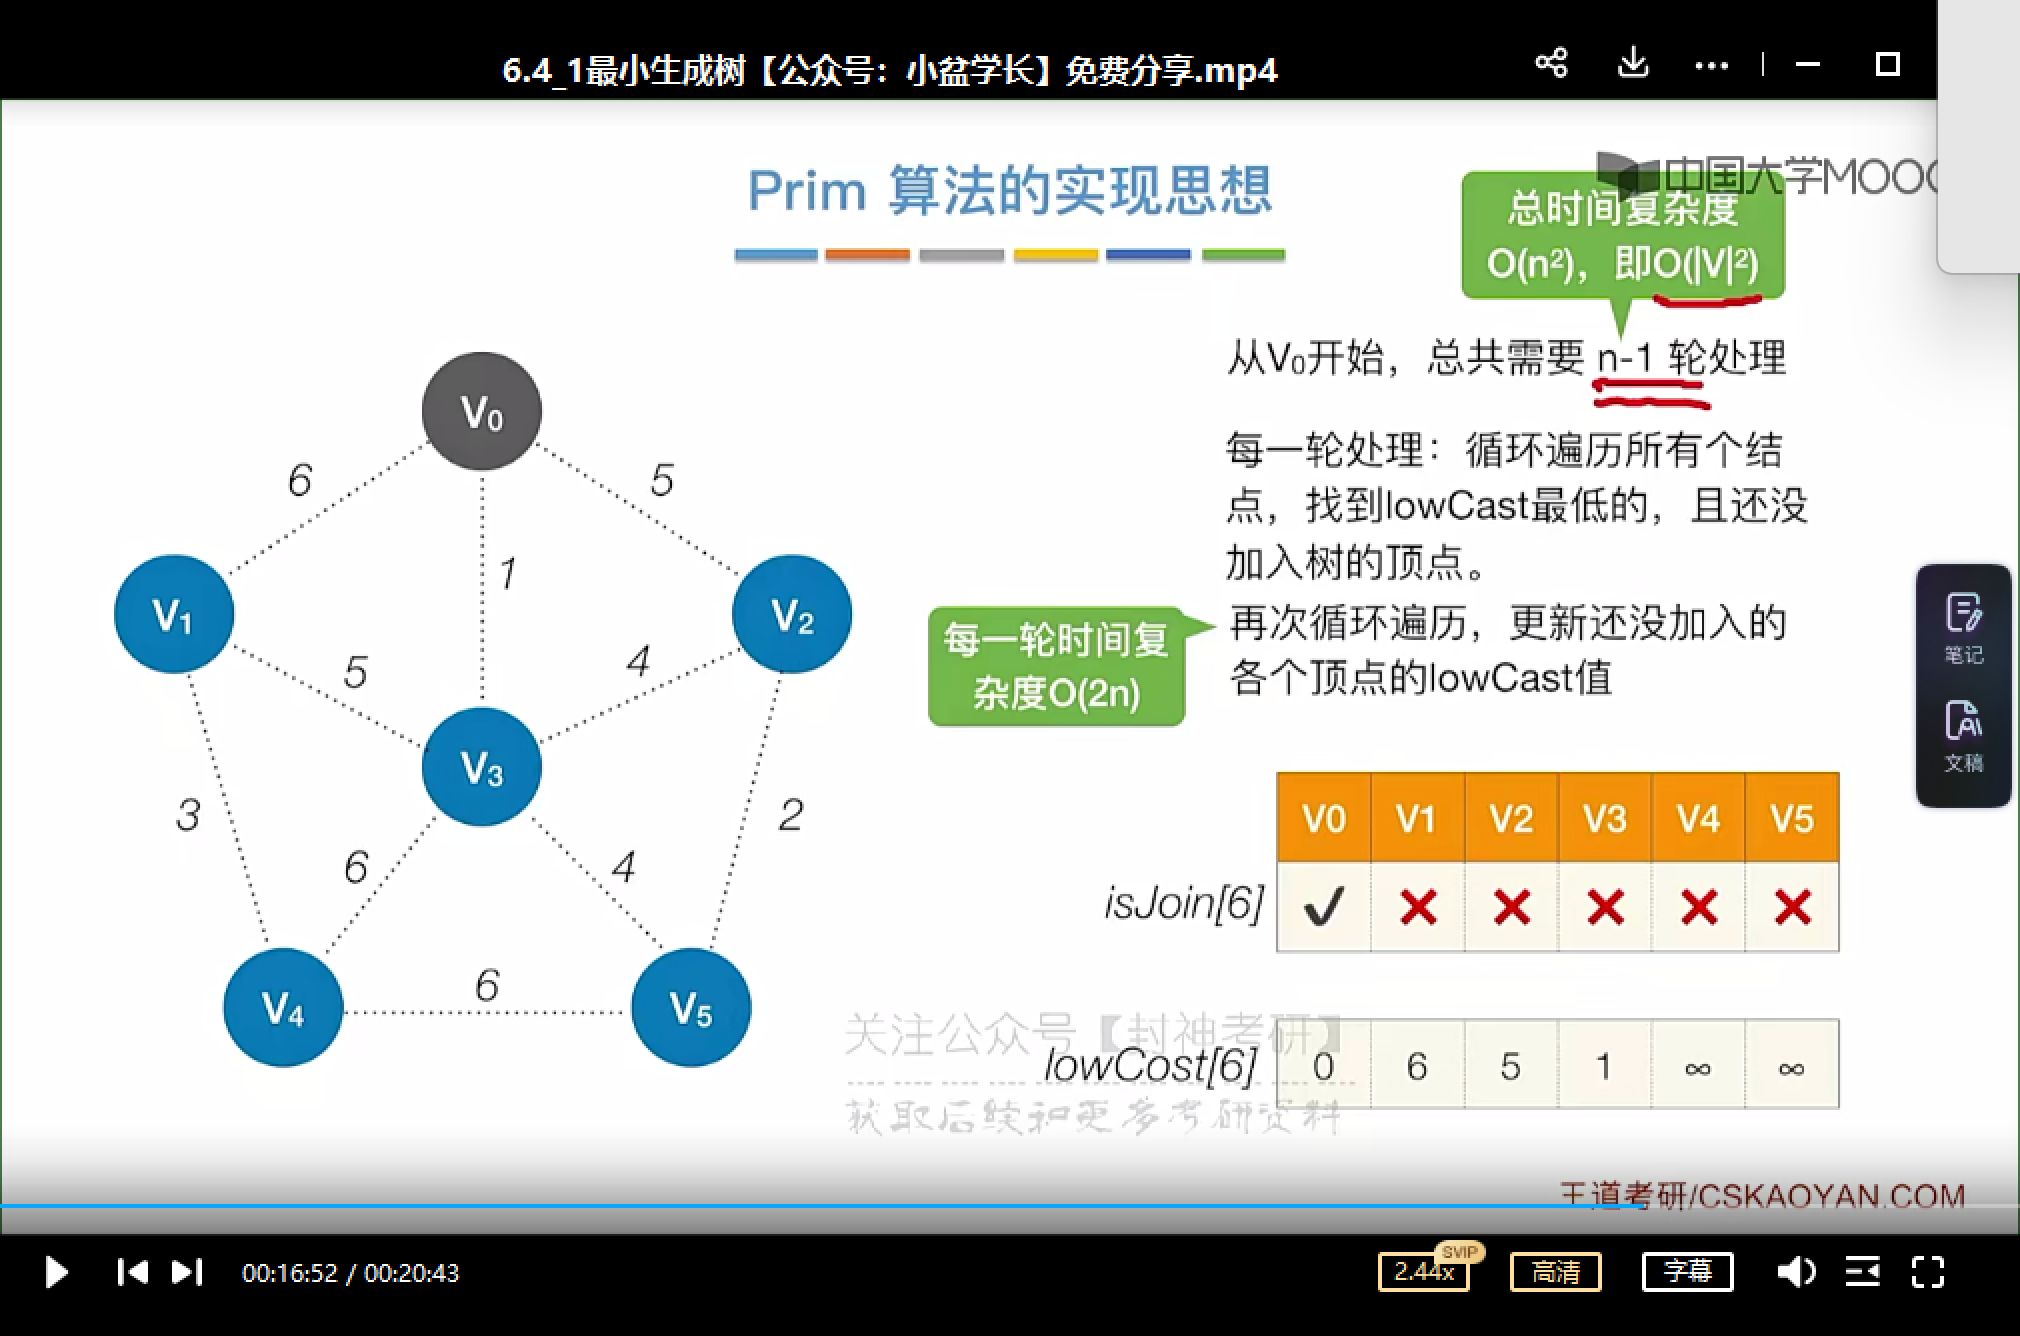 6.4_1最小生成树【公众号：小盆学长】免费分享.mp4
Prim 算法的实现思想
中国大学MOOC
总时间复杂度
O(n²)，即O(|V|²)
从V₀开始，总共需要 n-1 轮处理
每一轮处理：循环遍历所有个结
点，找到lowCast最低的，且还没
加入树的顶点。
每一轮时间复
杂度O(2n)
再次循环遍历，更新还没加入的
各个顶点的lowCast值
V₀
6
5
1
V₁
V₂
5
4
V₃
3
2
6
4
V₄
6
V₅
V0 V1 V2 V3 V4 V5
isJoin[6] ✓ ✕ ✕ ✕ ✕ ✕
关注公众号【封神考研】
lowCost[6] 0 6 5 1 ∞ ∞
获取后续和更多考研资料
笔记
文稿
王道考研/CSKAOYAN.COM
00:16:52 / 00:20:43
2.44x
SVIP
高清
字幕